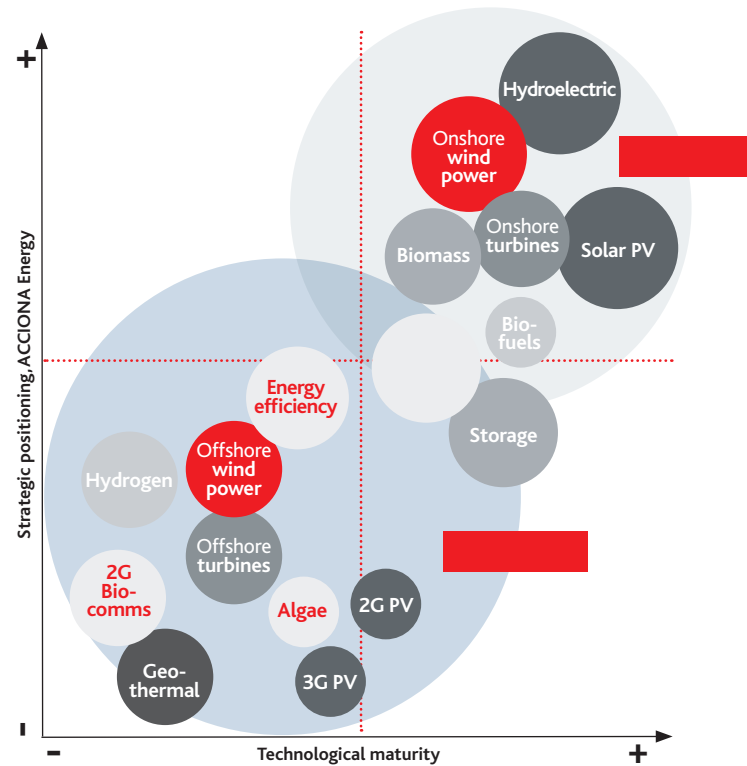 +
Strategic positioning, ACCIONA Energy
Hydroelectric
Onshore
wind
power
Onshore
turbines
Solar PV
Biomass
Bio-
fuels
Energy
efficiency
Storage
Offshore
wind
power
Hydrogen
Offshore
turbines
2G
Bio-
comms
Algae
2G PV
Geo-
thermal
3G PV
-
-
Technological maturity
+